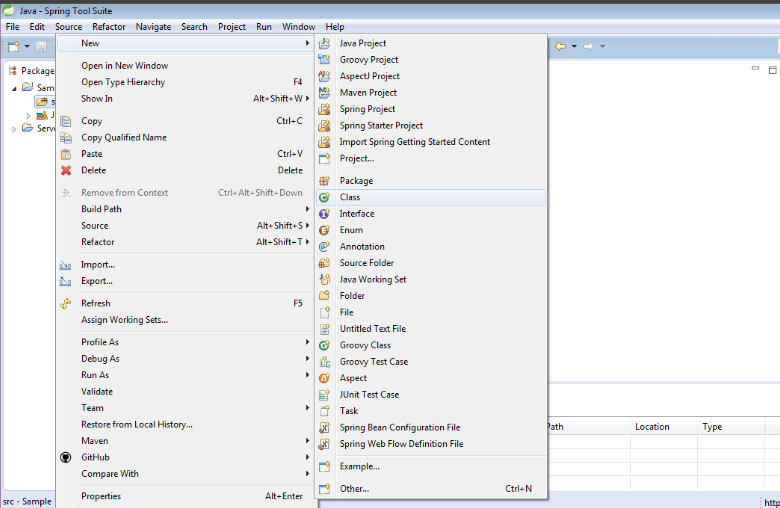 Java - Spring Tool Suite
File Edit Source Refactor Navigate Search Project Run Window Help
Package
Sam
s
J
Serve
New
Open in New Window
Open Type Hierarchy F4
Show In Alt+Shift+W
Copy Ctrl+C
Copy Qualified Name
Paste Ctrl+V
Delete Delete
Remove from Context Ctrl+Alt+Shift+Down
Build Path
Source Alt+Shift+S
Refactor Alt+Shift+T
Import...
Export...
Refresh F5
Assign Working Sets...
Profile As
Debug As
Run As
Validate
Team
Restore from Local History...
Maven
GitHub
Compare With
Properties Alt+Enter
Java Project
Groovy Project
AspectJ Project
Maven Project
Spring Project
Spring Starter Project
Import Spring Getting Started Content
Project...
Package
Class
Interface
Enum
Annotation
Source Folder
Java Working Set
Folder
File
Untitled Text File
Groovy Class
Groovy Test Case
Aspect
JUnit Test Case
Task
Spring Bean Configuration File
Spring Web Flow Definition File
Example...
Other... Ctrl+N
Path Location Type
src - Sample
http